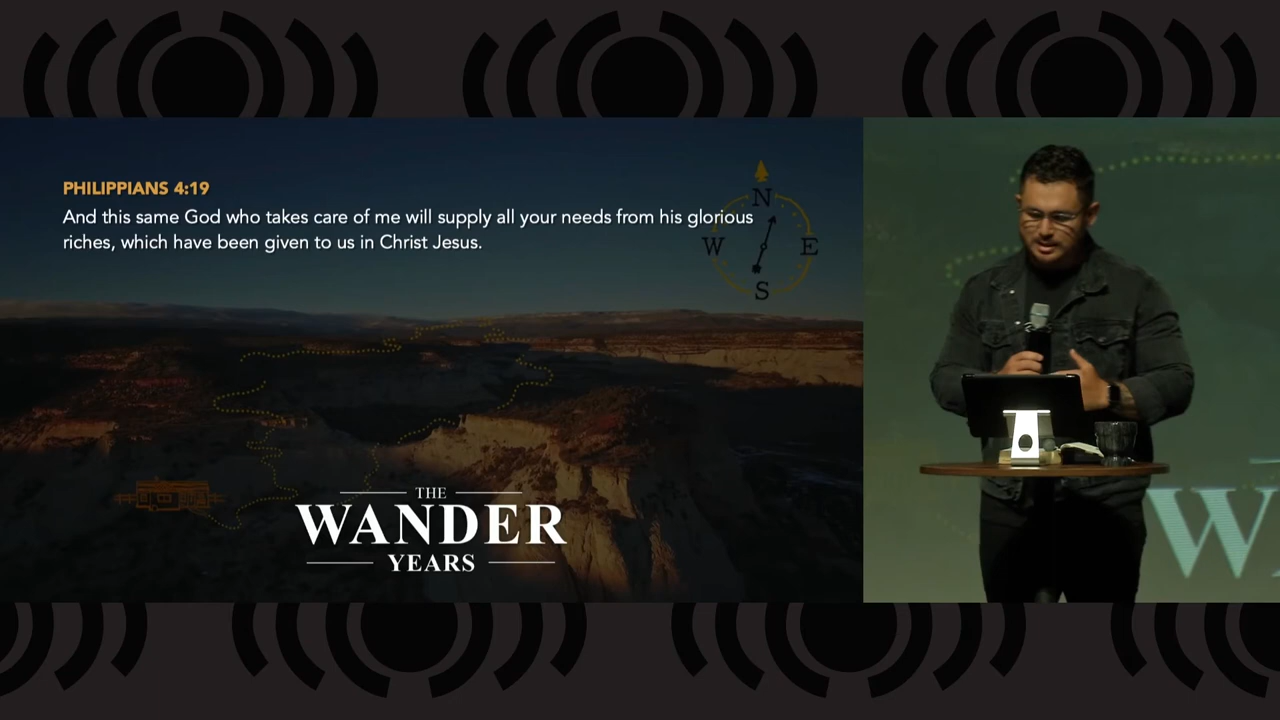 PHILIPPIANS 4:19
And this same God who takes care of me will supply all your needs from his glorious
riches, which have been given to us in Christ Jesus.
N
W E
S
THE
WANDER
YEARS
W